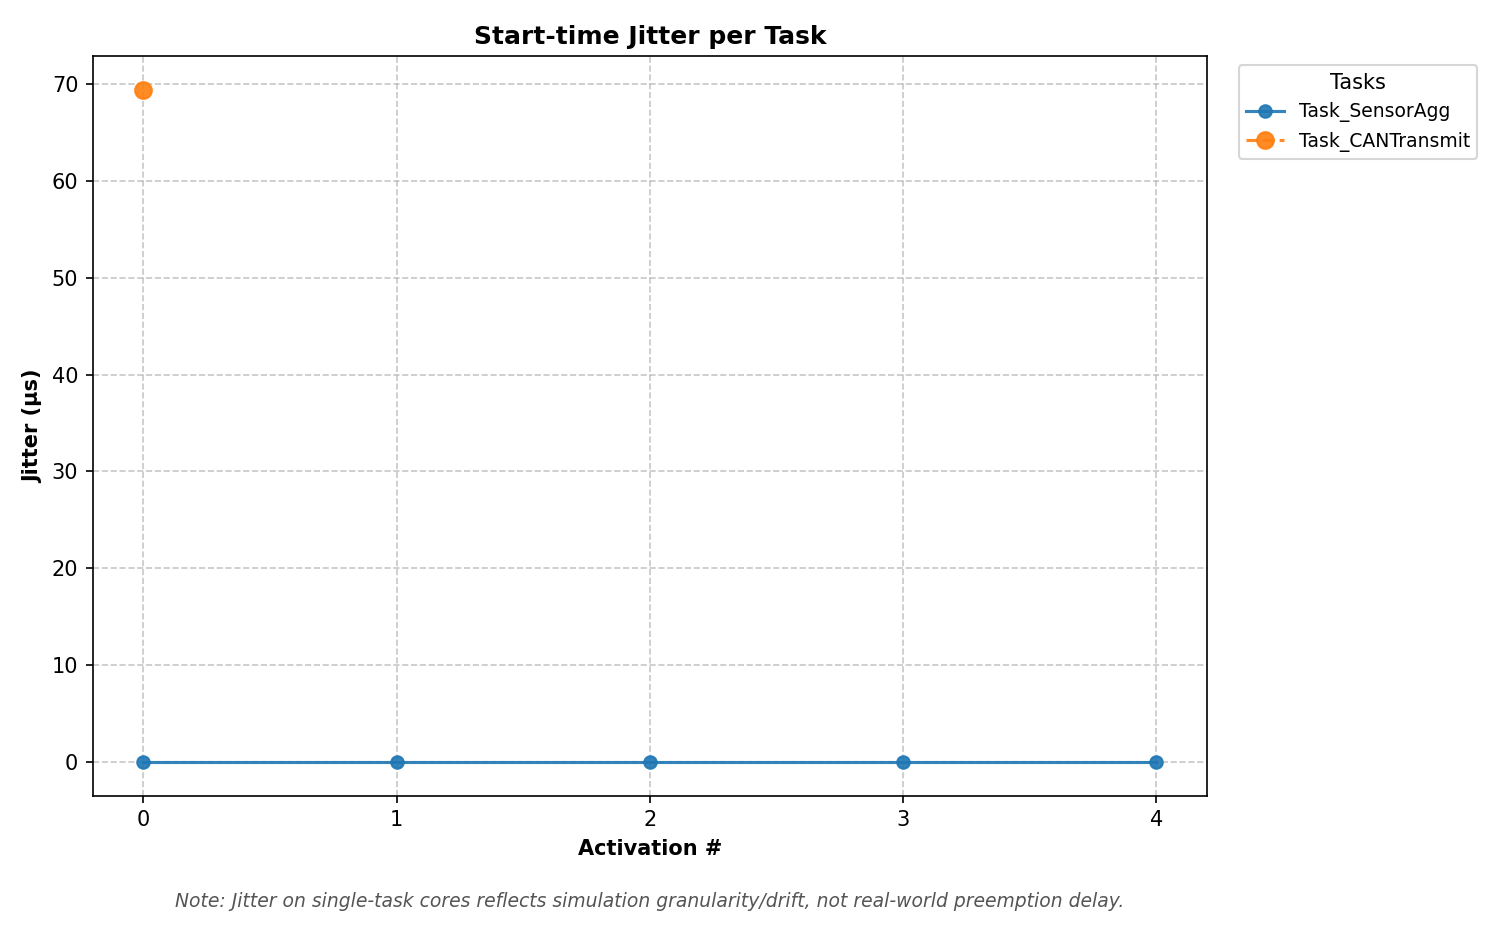 Start-time Jitter per Task
70
60
50
40
30
20
10
0
Jitter (µs)
0 1 2 3 4
Activation #
Tasks
Task_SensorAgg
Task_CANTransmit
Note: Jitter on single-task cores reflects simulation granularity/drift, not real-world preemption delay.